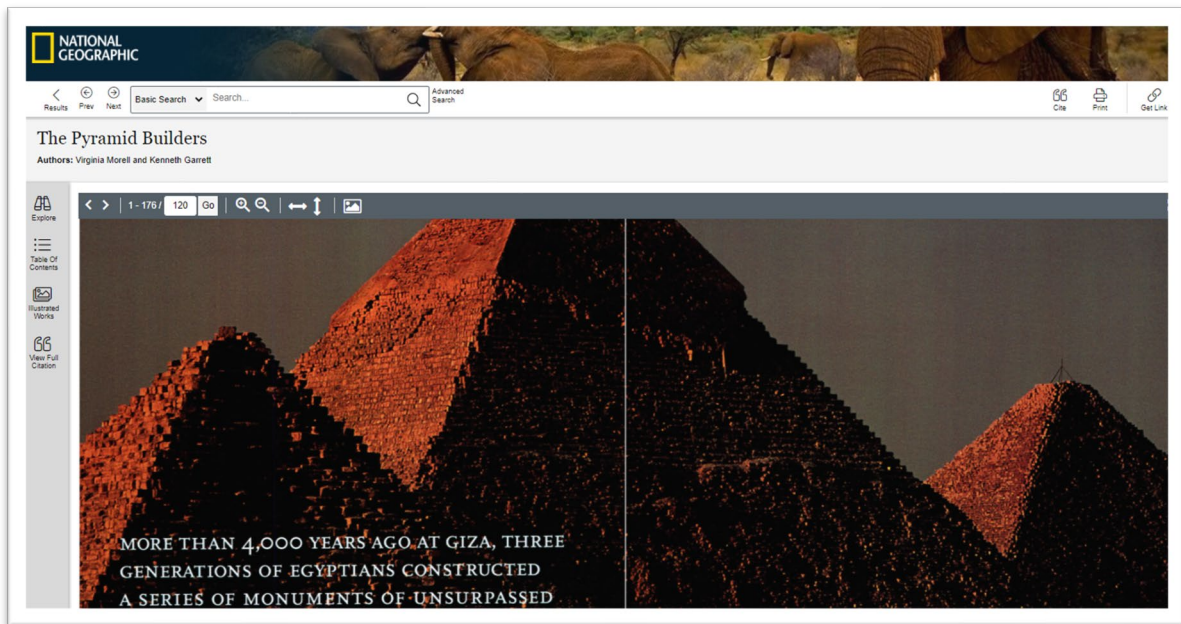 NATIONAL
GEOGRAPHIC
Results
Prev
Next
Basic Search
Search...
Advanced
Search
Cite
Print
Get Link
The Pyramid Builders
Authors: Virginia Morell and Kenneth Garrett
Explore
Table Of
Contents
Illustrated
Works
View Full
Citation
1 - 176 / 120 Go
MORE THAN 4,000 YEARS AGO AT GIZA, THREE
GENERATIONS OF EGYPTIANS CONSTRUCTED
A SERIES OF MONUMENTS OF UNSURPASSED